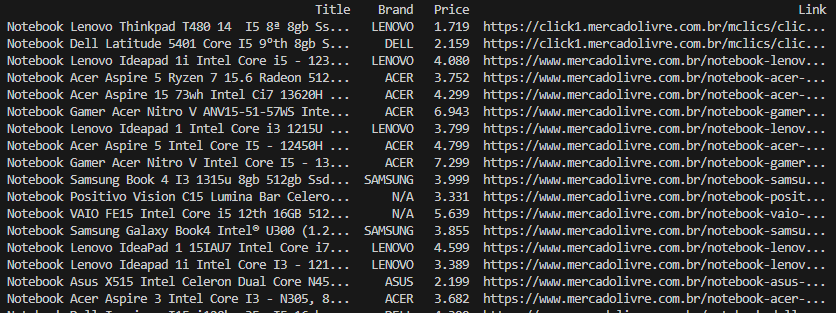 Title Brand Price Link
Notebook Lenovo Thinkpad T480 14 I5 8ª 8gb Ss... LENOVO 1.719 https://click1.mercadolivre.com.br/mclics/clic...
Notebook Dell Latitude 5401 Core I5 9ºth 8gb S... DELL 2.159 https://click1.mercadolivre.com.br/mclics/clic...
Notebook Lenovo Ideapad 1i Intel Core i5 - 123... LENOVO 4.080 https://www.mercadolivre.com.br/notebook-lenov...
Notebook Acer Aspire 5 Ryzen 7 15.6 Radeon 512... ACER 3.752 https://www.mercadolivre.com.br/notebook-acer-...
Notebook Acer Aspire 15 73wh Intel Ci7 13620H ... ACER 4.299 https://www.mercadolivre.com.br/notebook-acer-...
Notebook Gamer Acer Nitro V ANV15-51-57WS Inte... ACER 6.943 https://www.mercadolivre.com.br/notebook-gamer...
Notebook Lenovo Ideapad 1 Intel Core i3 1215U ... LENOVO 3.799 https://www.mercadolivre.com.br/notebook-lenov...
Notebook Acer Aspire 5 Intel Core I5 - 12450H ... ACER 4.799 https://www.mercadolivre.com.br/notebook-acer-...
Notebook Gamer Acer Nitro V Intel Core I5 - 13... ACER 7.299 https://www.mercadolivre.com.br/notebook-gamer...
Notebook Samsung Book 4 I3 1315u 8gb 512gb Ssd... SAMSUNG 3.999 https://www.mercadolivre.com.br/notebook-samsu...
Notebook Positivo Vision C15 Lumina Bar Celero... N/A 3.331 https://www.mercadolivre.com.br/notebook-posit...
Notebook VAIO FE15 Intel Core i5 12th 16GB 512... N/A 5.639 https://www.mercadolivre.com.br/notebook-vaio-...
Notebook Samsung Galaxy Book4 Intel® U300 (1.2... SAMSUNG 3.855 https://www.mercadolivre.com.br/notebook-samsu...
Notebook Lenovo IdeaPad 1 15IAU7 Intel Core i7... LENOVO 4.599 https://www.mercadolivre.com.br/notebook-lenov...
Notebook Lenovo Ideapad 1i Intel Core I3 - 121... LENOVO 3.389 https://www.mercadolivre.com.br/notebook-lenov...
Notebook Asus X515 Intel Celeron Dual Core N45... ASUS 2.199 https://www.mercadolivre.com.br/notebook-asus-...
Notebook Acer Aspire 3 Intel Core I3 - N305, 8... ACER 3.682 https://www.mercadolivre.com.br/notebook-acer-...